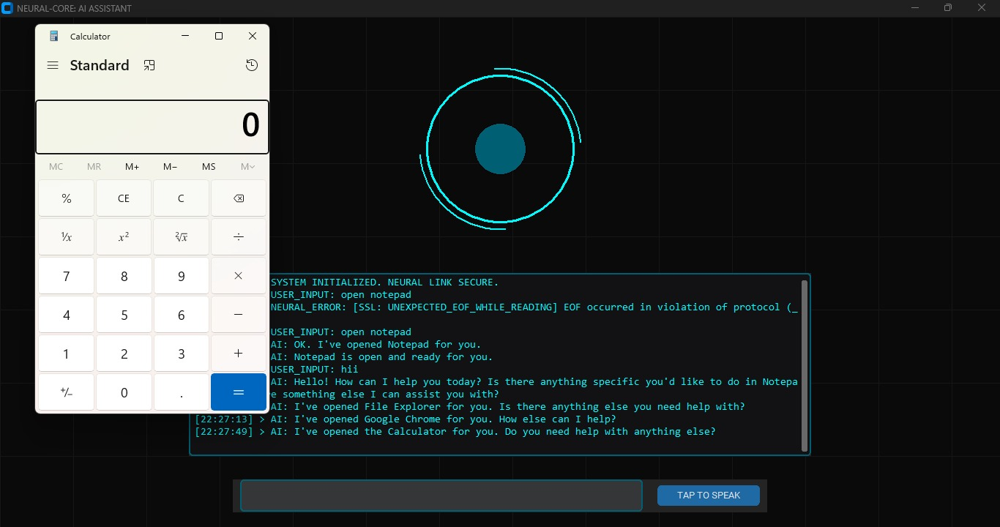 NEURAL-CORE: AI ASSISTANT
Calculator
Standard
0
MC MR M+ M− MS M
% CE C
¹/x x² ²√x ÷
7 8 9 ×
4 5 6 −
1 2 3 +
+/− 0 . =
SYSTEM INITIALIZED. NEURAL LINK SECURE.
USER_INPUT: open notepad
NEURAL_ERROR: [SSL: UNEXPECTED_EOF_WHILE_READING] EOF occurred in violation of protocol (_
USER_INPUT: open notepad
AI: OK. I've opened Notepad for you.
AI: Notepad is open and ready for you.
USER_INPUT: hii
AI: Hello! How can I help you today? Is there anything specific you'd like to do in Notepa
e something else I can assist you with?
AI: I've opened File Explorer for you. Is there anything else you need help with?
[22:27:13] > AI: I've opened Google Chrome for you. How else can I help?
[22:27:49] > AI: I've opened the Calculator for you. Do you need help with anything else?
TAP TO SPEAK